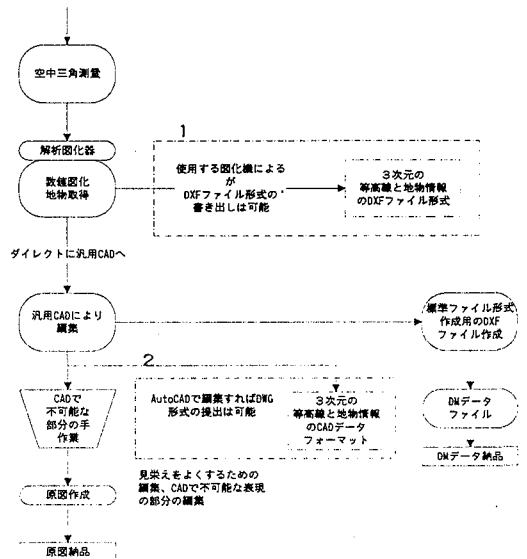 空中三角測量
解析図化器
数値図化
地物取得
1
使用する図化機による
が
DXFファイル形式の
書き出しは可能
3次元の
等高線と地物情報
のDXFファイル形式
ダイレクトに汎用CADへ
汎用CADにより
編集
標準ファイル形式
作成用のDXF
ファイル作成
2
CADで
不可能な
部分の手
作業
AutoCADで編集すればDWG
形式の提出は可能
3次元の
等高線と地物情報
のCADデータ
フォーマット
DMデータ
ファイル
DMデータ納品
見栄えをよくするための
編集、CADで不可能な表現
の部分の編集
原図作成
原図納品